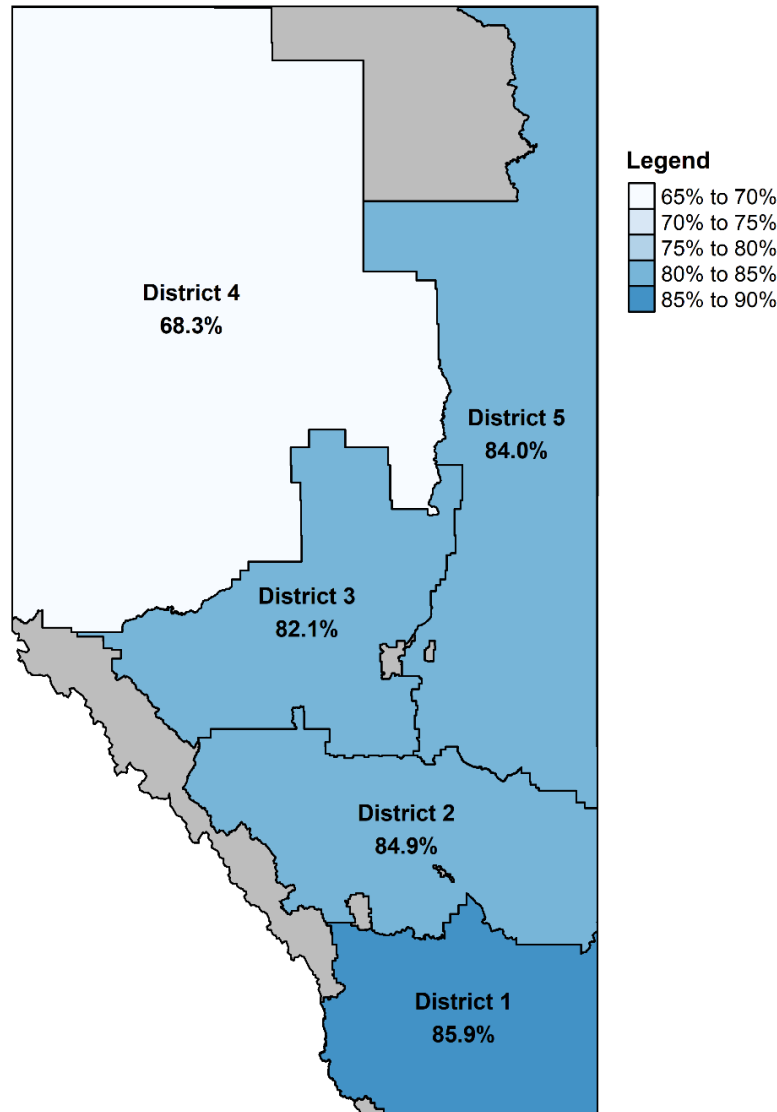 Legend
65% to 70%
70% to 75%
75% to 80%
80% to 85%
85% to 90%
District 4
68.3%
District 5
84.0%
District 3
82.1%
District 2
84.9%
District 1
85.9%